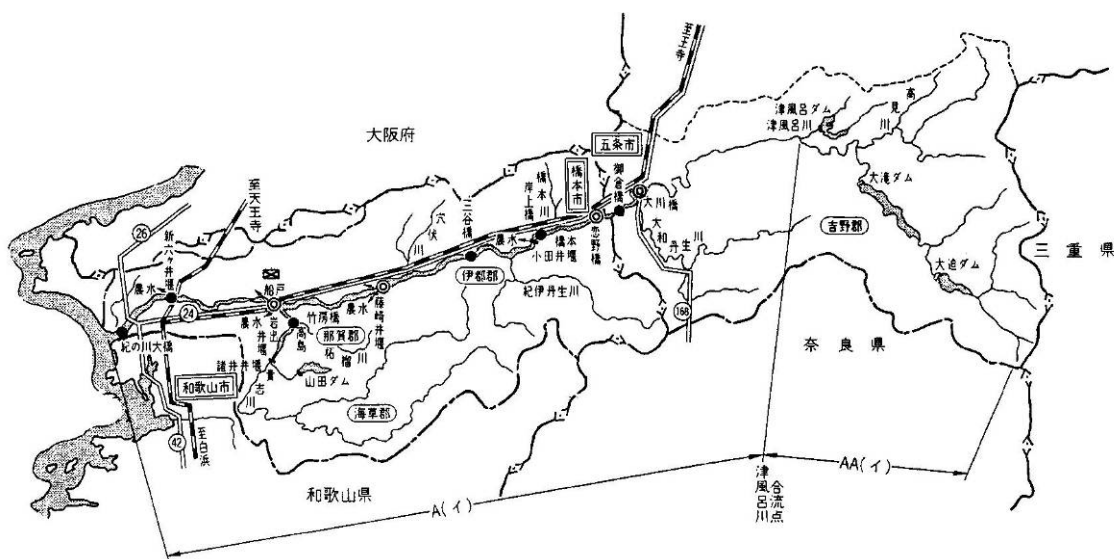 大阪府
三重県
奈良県
和歌山県
至王寺
至天王寺
至白浜
五条市
橋本市
和歌山市
吉野郡
伊都郡
那賀郡
海草郡
津風呂ダム
津風呂川
高見川
大滝ダム
大迫ダム
御倉橋
大川橋
大和丹生川
恋野橋
橋本川
岸上橋
農水
橋本
小田井堰
三谷橋
穴伏川
紀伊丹生川
藤崎井堰
農水
竹房橋
船戸
農水
岩出井堰
高島
柘榴川
貴志川
諸井井堰
山田ダム
新六ヶ井堰
農水
紀の川大橋
26
24
42
168
A(イ)
AA(イ)
津風呂川
合流点